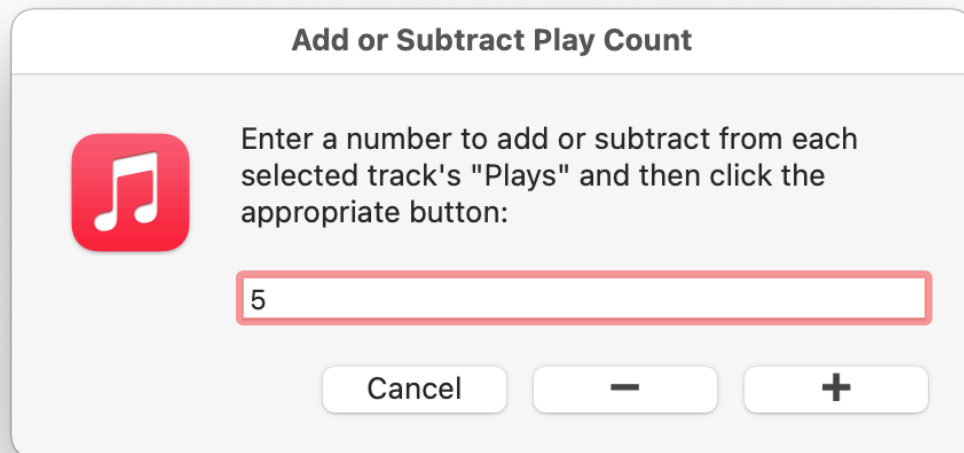 Add or Subtract Play Count
Enter a number to add or subtract from each
selected track's "Plays" and then click the
appropriate button:
5
Cancel
−
+